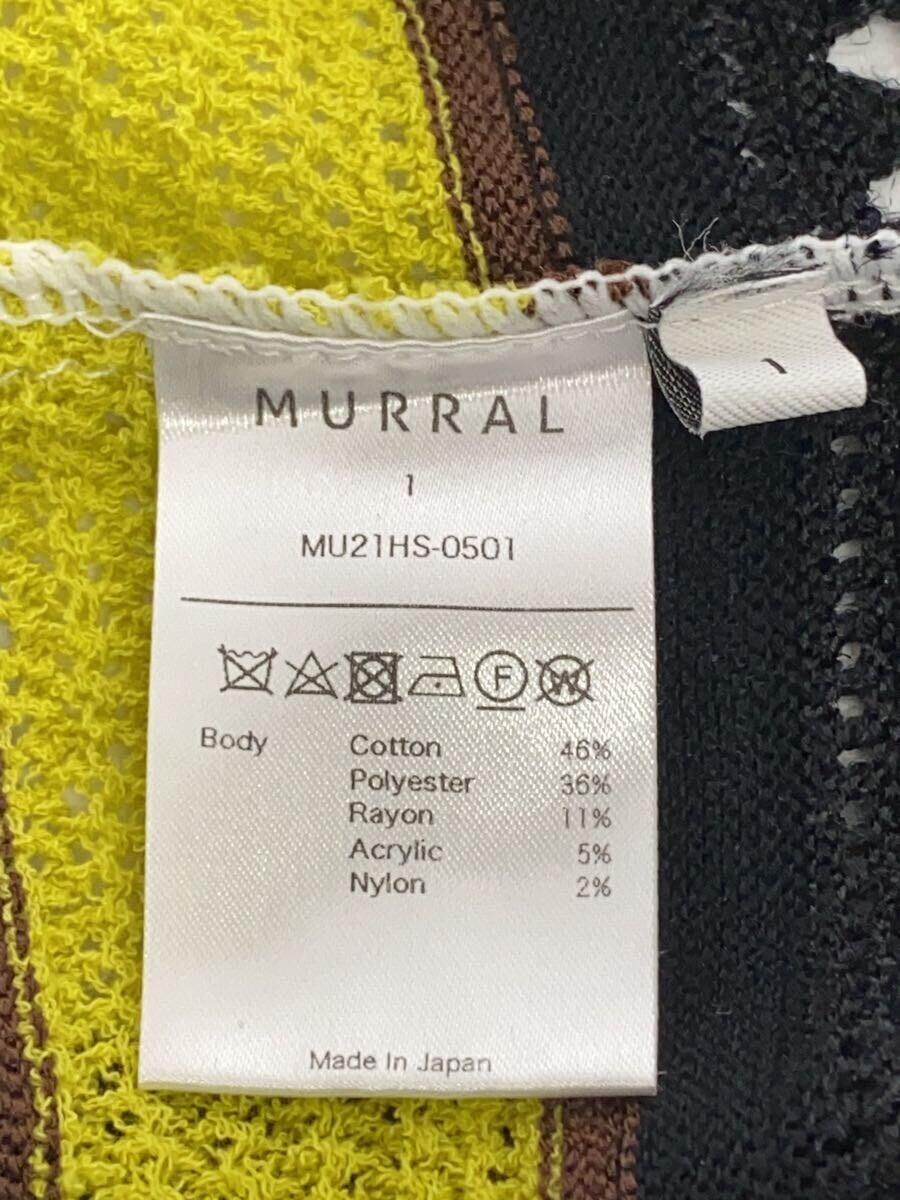 MURRAL
1
1
MU21HS-0501
F W
Body Cotton 46%
Polyester 36%
Rayon 11%
Acrylic 5%
Nylon 2%
Made In Japan